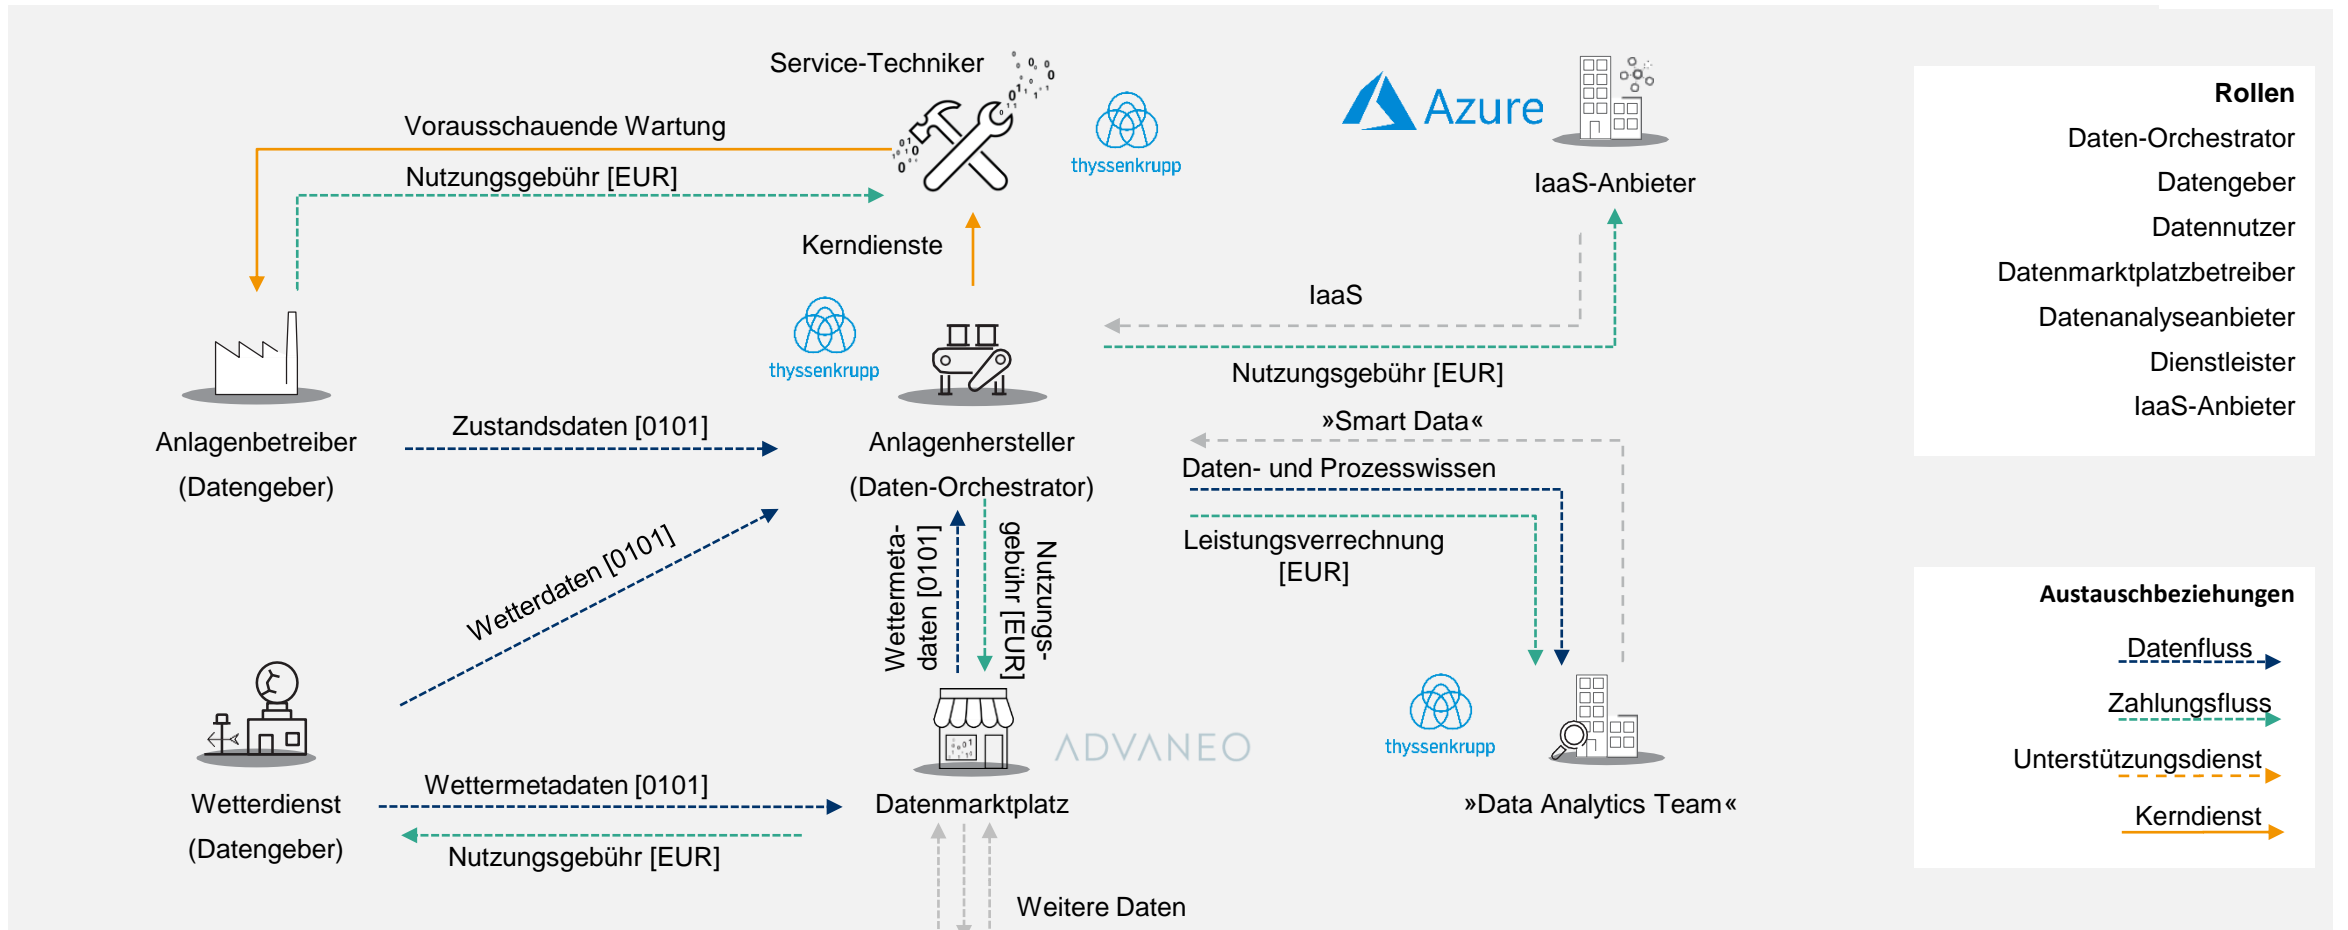 Service-Techniker
thyssenkrupp
Azure
IaaS-Anbieter
Vorausschauende Wartung
Nutzungsgebühr [EUR]
Kerndienste
thyssenkrupp
IaaS
Nutzungsgebühr [EUR]
Anlagenbetreiber
(Datengeber)
Zustandsdaten [0101]
Anlagenhersteller
(Daten-Orchestrator)
»Smart Data«
Daten- und Prozesswissen
Leistungsverrechnung
[EUR]
Wetterdaten [0101]
Wettermeta-
daten [0101]
Nutzungs-
gebühr [EUR]
Wetterdienst
(Datengeber)
Wettermetadaten [0101]
Nutzungsgebühr [EUR]
Datenmarktplatz
ADVANEO
thyssenkrupp
»Data Analytics Team«
Weitere Daten
Rollen
Daten-Orchestrator
Datengeber
Datennutzer
Datenmarktplatzbetreiber
Datenanalyseanbieter
Dienstleister
IaaS-Anbieter
Austauschbeziehungen
Datenfluss
Zahlungsfluss
Unterstützungsdienst
Kerndienst